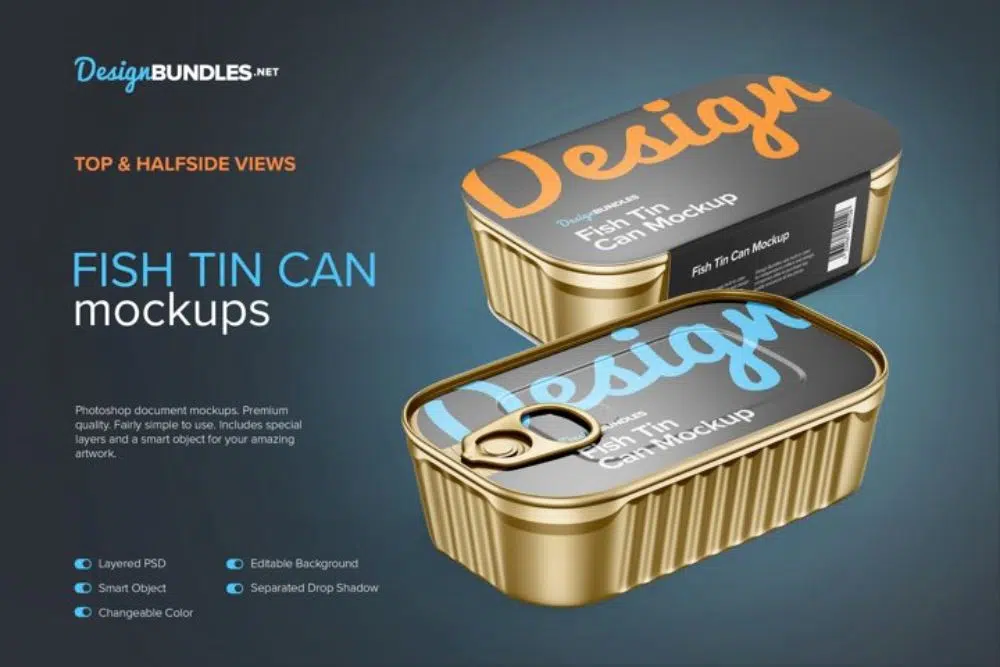 DesignBUNDLES.NET
TOP & HALFSIDE VIEWS
FISH TIN CAN
mockups
Photoshop document mockups. Premium
quality. Fairly simple to use. Includes special
layers and a smart object for your amazing
artwork.
Layered PSD
Smart Object
Changeable Color
Editable Background
Separated Drop Shadow
Design
DesignBUNDLES
Fish Tin
Can Mockup
Fish Tin Can Mockup
Design
BUNDLES
Fish Tin
Can Mockup